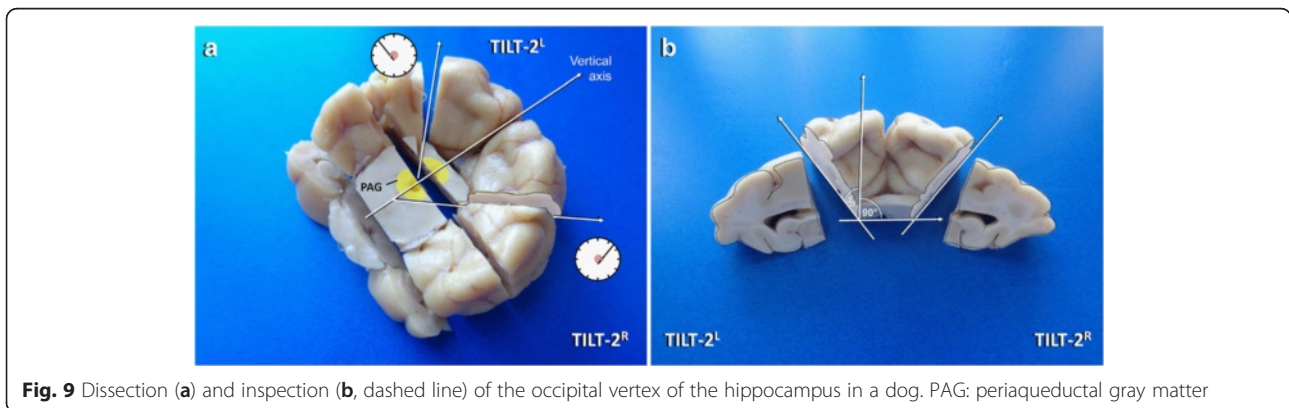 a
TILT-2ᴸ
Vertical
axis
PAG
TILT-2ᴿ
b
90°
TILT-2ᴸ
TILT-2ᴿ
Fig. 9 Dissection (a) and inspection (b, dashed line) of the occipital vertex of the hippocampus in a dog. PAG: periaqueductal gray matter